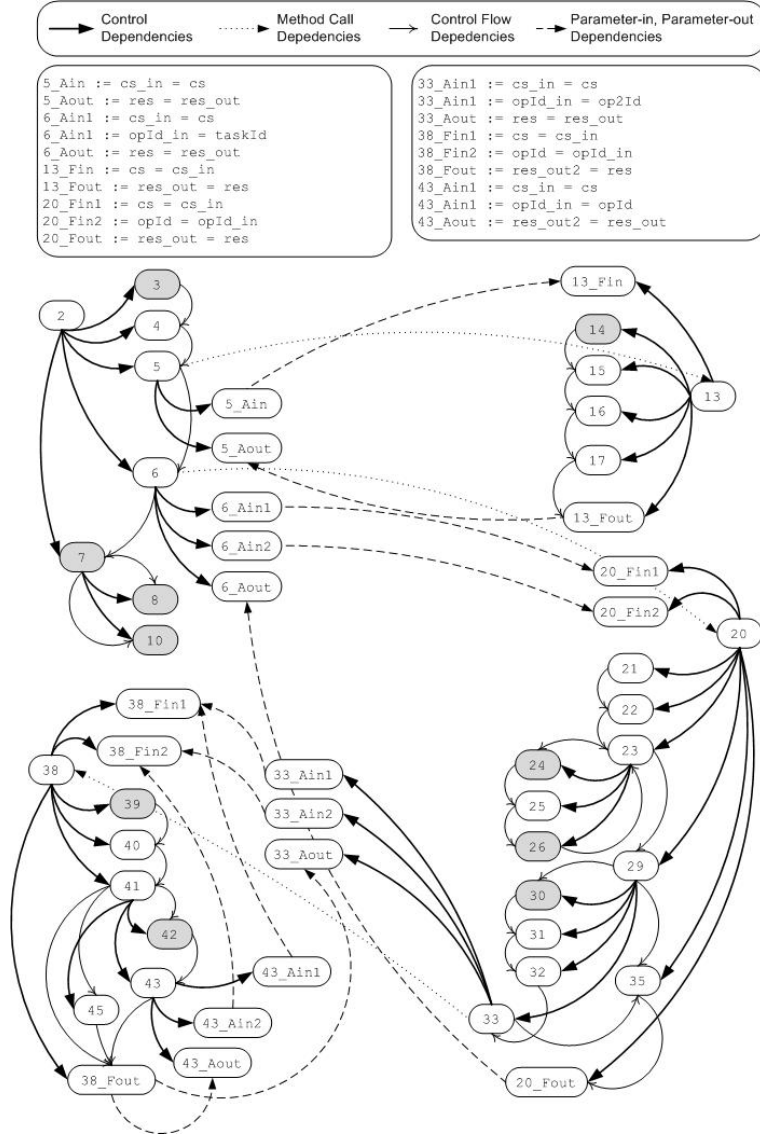 Control Dependencies
Method Call Depedencies
Control Flow Depedencies
Parameter-in, Parameter-out Dependencies
5_Ain := cs_in = cs
5_Aout := res = res_out
6_Ain1 := cs_in = cs
6_Ain1 := opId_in = taskId
6_Aout := res = res_out
13_Fin := cs = cs_in
13_Fout := res_out = res
20_Fin1 := cs = cs_in
20_Fin2 := opId = opId_in
20_Fout := res_out = res
33_Ain1 := cs_in = cs
33_Ain1 := opId_in = op2Id
33_Aout := res = res_out
38_Fin1 := cs = cs_in
38_Fin2 := opId = opId_in
38_Fout := res_out2 = res
43_Ain1 := cs_in = cs
43_Ain1 := opId_in = opId
43_Aout := res_out2 = res_out
2
3
4
5
5_Ain
5_Aout
6
6_Ain1
6_Ain2
6_Aout
7
8
10
13_Fin
14
15
13
16
17
13_Fout
20_Fin1
20_Fin2
20
21
22
23
24
25
26
29
30
31
32
35
33
20_Fout
38_Fin1
38_Fin2
38
33_Ain1
33_Ain2
33_Aout
39
40
41
42
43
43_Ain1
45
43_Ain2
43_Aout
38_Fout